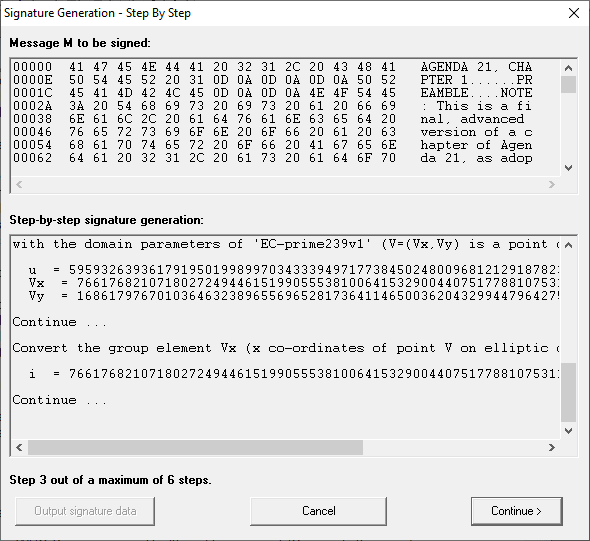 Signature Generation - Step By Step
Message M to be signed:
00000 41 47 45 4E 44 41 20 32 31 2C 20 43 48 41 AGENDA 21, CHA
0000E 50 54 45 52 20 31 0D 0A 0D 0A 0D 0A 50 52 PTER 1......PR
0001C 45 41 4D 42 4C 45 0D 0A 0D 0A 4E 4F 54 45 EAMBLE....NOTE
0002A 3A 20 54 68 69 73 20 69 73 20 61 20 66 69 : This is a fi
00038 6E 61 6C 2C 20 61 64 76 61 6E 63 65 64 20 nal, advanced
00046 76 65 72 73 69 6F 6E 20 6F 66 20 61 20 63 version of a c
00054 68 61 70 74 65 72 20 6F 66 20 41 67 65 6E hapter of Agen
00062 64 61 20 32 31 2C 20 61 73 20 61 64 6F 70 da 21, as adop
Step-by-step signature generation:
with the domain parameters of 'EC-prime239v1' (V=(Vx,Vy) is a point
u = 5959326393617919501998997034333949717738450248009681212918782
Vx = 766176821071802724944615199055538100641532900440751778810753
Vy = 168617976701036463238965569652817364114650036204329944796427
Continue ...
Convert the group element Vx (x co-ordinates of point V on elliptic
i = 766176821071802724944615199055538100641532900440751778810753
Continue ...
Step 3 out of a maximum of 6 steps.
Output signature data
Cancel
Continue >